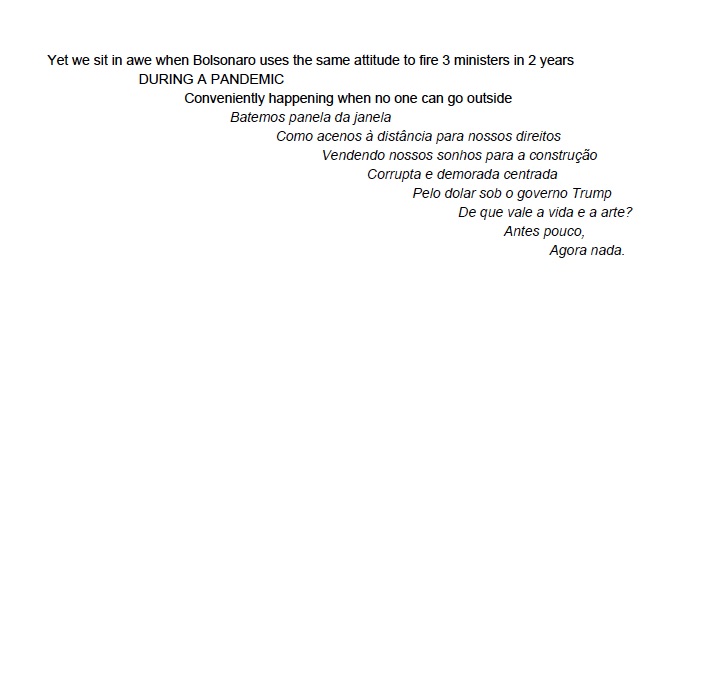 Yet we sit in awe when Bolsonaro uses the same attitude to fire 3 ministers in 2 years
DURING A PANDEMIC
Conveniently happening when no one can go outside
Batemos panela da janela
Como acenos à distância para nossos direitos
Vendendo nossos sonhos para a construção
Corrupta e demorada centrada
Pelo dolar sob o governo Trump
De que vale a vida e a arte?
Antes pouco,
Agora nada.